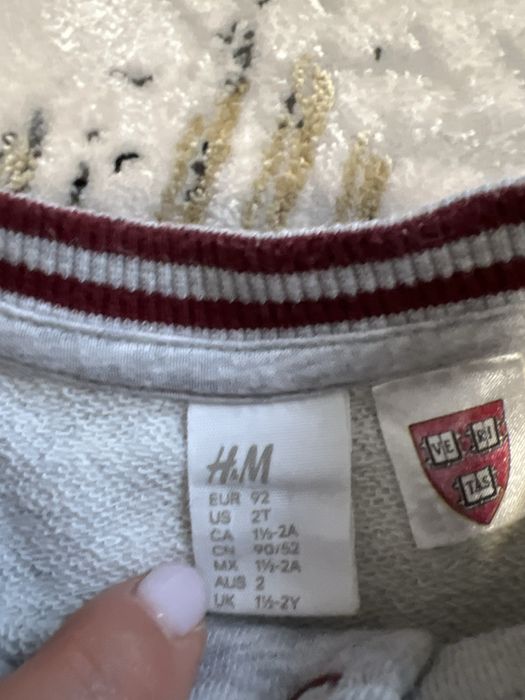 H&M
EUR 92
US 2T
CA 1½-2A
CN 90/52
MX 1½-2A
AUS 2
UK 1½-2Y
VE RI
TAS